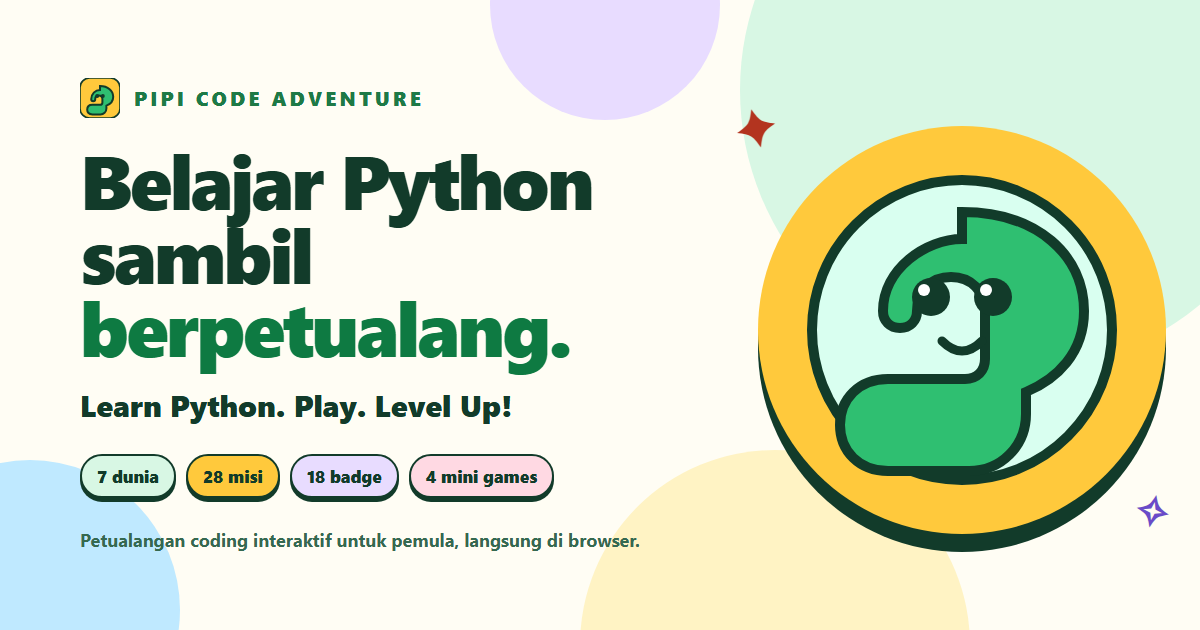 PIPI CODE ADVENTURE
Belajar Python
sambil
berpetualang.
Learn Python. Play. Level Up!
7 dunia
28 misi
18 badge
4 mini games
Petualangan coding interaktif untuk pemula, langsung di browser.